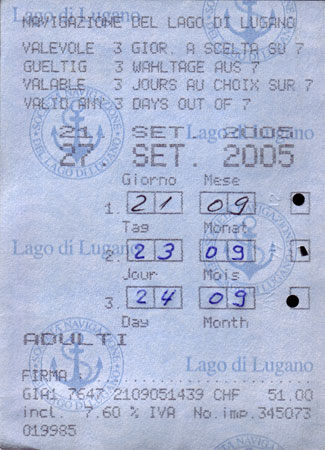 NAVIGAZIONE DEL LAGO DI LUGANO
VALEVOLE 3 GIOR. A SCELTA SU 7
GUELTIG 3 WAHLTAGE AUS 7
VALABLE 3 JOURS AU CHOIX SUR 7
VALID ANY 3 DAYS OUT OF 7
21 SET. 2005
Lago di Lugano
27 SET. 2005
Giorno Mese
1. 21 09
Tag Monat
Lago di Lugano
2. 23 09
Jour Mois
3. 24 09
Day Month
ADULTI
Lago di Lugano
FIRMA
GIA1 7647 2109051439 CHF 51.00
incl. 7.60 % IVA No.imp.345073
019985